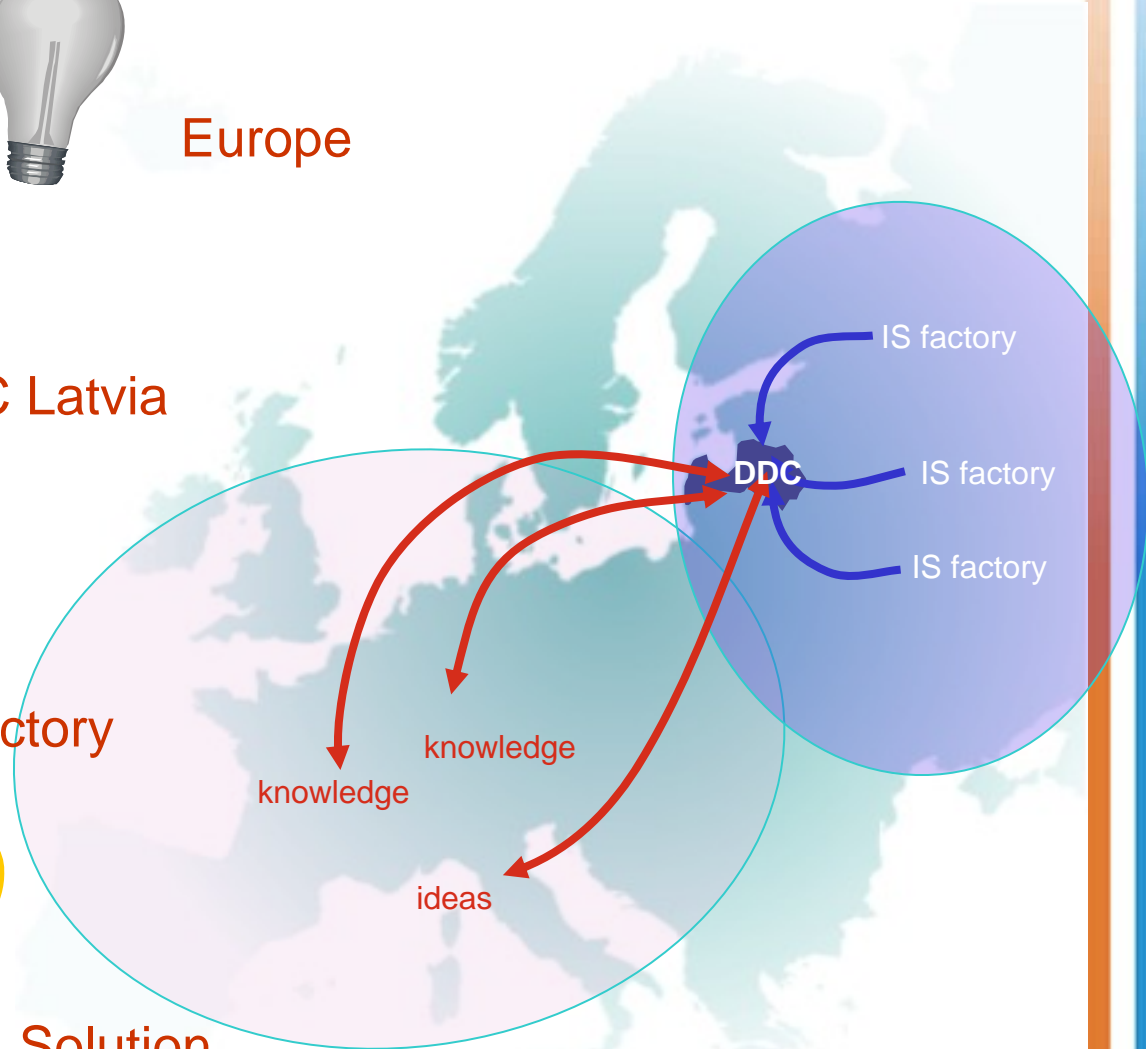 Europe
IS factory
C Latvia
DDC
IS factory
IS factory
ctory
knowledge
knowledge
ideas
Solution